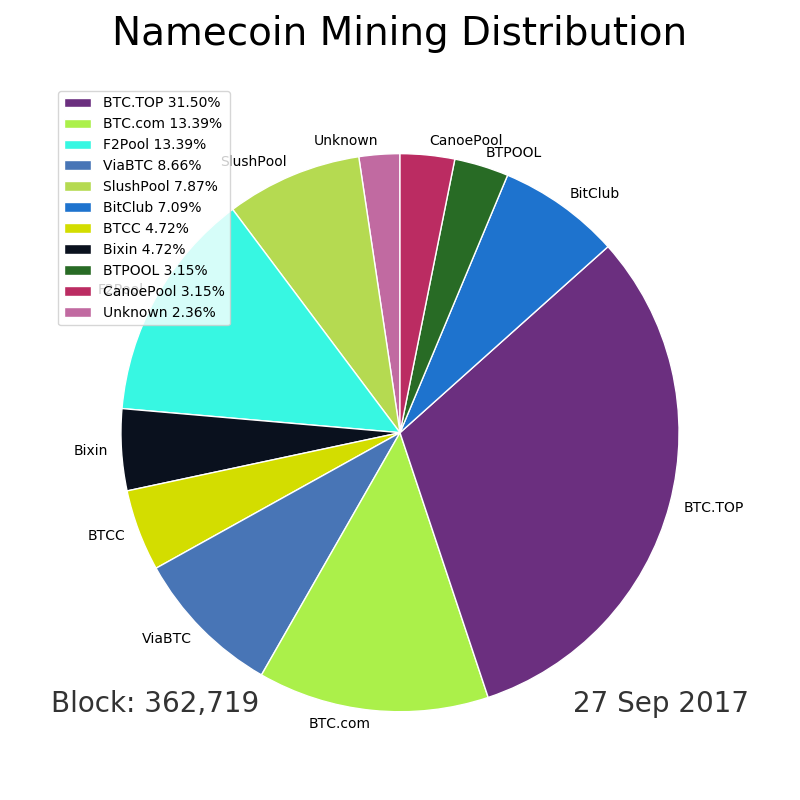 Namecoin Mining Distribution
BTC.TOP 31.50%
BTC.com 13.39%
F2Pool 13.39%
ViaBTC 8.66%
SlushPool 7.87%
BitClub 7.09%
BTCC 4.72%
Bixin 4.72%
BTPOOL 3.15%
CanoePool 3.15%
Unknown 2.36%
Unknown
CanoePool
BTPOOL
SlushPool
BitClub
F2Pool
Bixin
BTC.TOP
BTCC
ViaBTC
BTC.com
Block: 362,719
27 Sep 2017